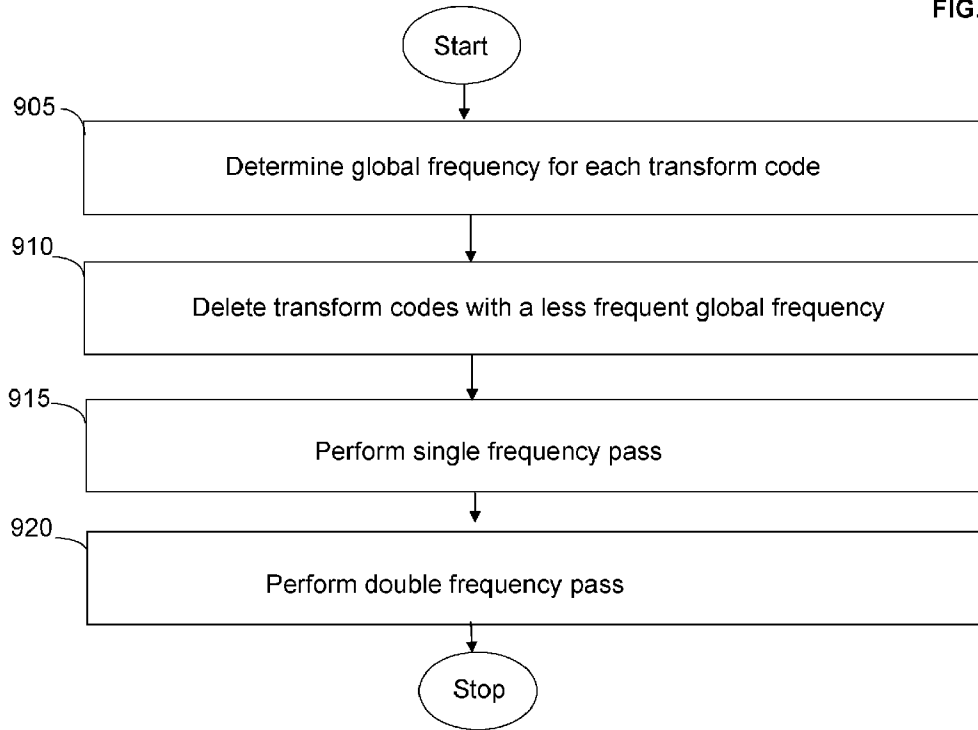 FIG.
Start
905
Determine global frequency for each transform code
910
Delete transform codes with a less frequent global frequency
915
Perform single frequency pass
920
Perform double frequency pass
Stop